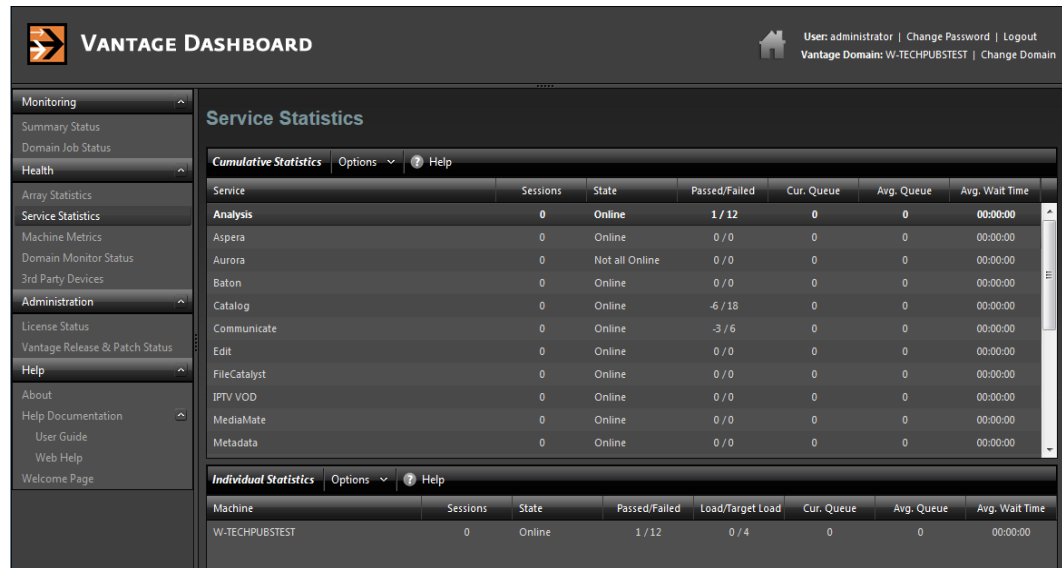 VANTAGE DASHBOARD
User: administrator | Change Password | Logout
Vantage Domain: W-TECHPUBSTEST | Change Domain
Monitoring
Summary Status
Domain Job Status
Health
Array Statistics
Service Statistics
Machine Metrics
Domain Monitor Status
3rd Party Devices
Administration
License Status
Vantage Release & Patch Status
Help
About
Help Documentation
User Guide
Web Help
Welcome Page
Service Statistics
Cumulative Statistics Options ? Help
Service Sessions State Passed/Failed Cur. Queue Avg. Queue Avg. Wait Time
Analysis 0 Online 1 / 12 0 0 00:00:00
Aspera 0 Online 0 / 0 0 0 00:00:00
Aurora 0 Not all Online 0 / 0 0 0 00:00:00
Baton 0 Online 0 / 0 0 0 00:00:00
Catalog 0 Online -6 / 18 0 0 00:00:00
Communicate 0 Online -3 / 6 0 0 00:00:00
Edit 0 Online 0 / 0 0 0 00:00:00
FileCatalyst 0 Online 0 / 0 0 0 00:00:00
IPTV VOD 0 Online 0 / 0 0 0 00:00:00
MediaMate 0 Online 0 / 0 0 0 00:00:00
Metadata 0 Online 0 / 0 0 0 00:00:00
Individual Statistics Options ? Help
Machine Sessions State Passed/Failed Load/Target Load Cur. Queue Avg. Queue Avg. Wait Time
W-TECHPUBSTEST 0 Online 1 / 12 0 / 4 0 0 00:00:00